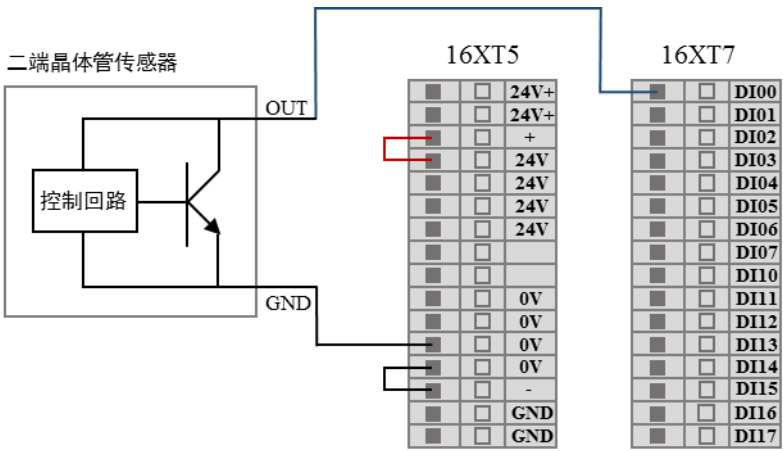 二端晶体管传感器
OUT
控制回路
GND
16XT5
24V+
24V+
+
24V
24V
24V
24V
0V
0V
0V
0V
-
GND
GND
16XT7
DI00
DI01
DI02
DI03
DI04
DI05
DI06
DI07
DI10
DI11
DI12
DI13
DI14
DI15
DI16
DI17